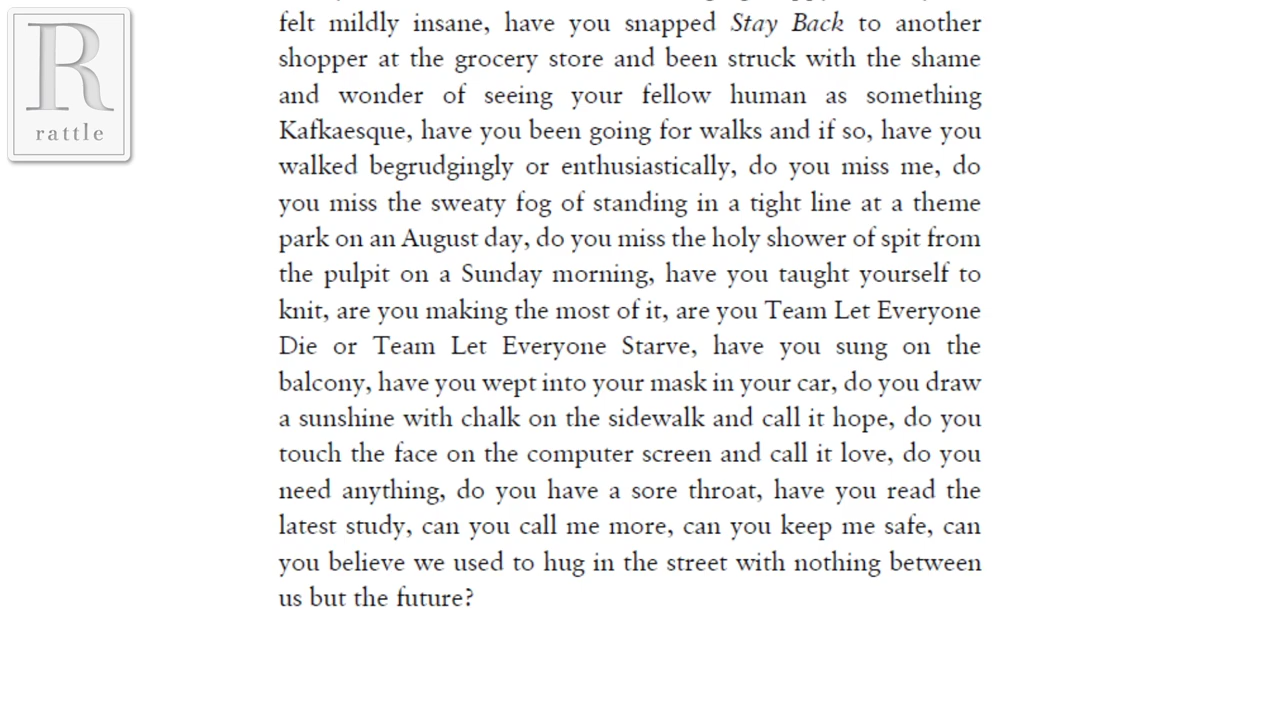 R
rattle
felt mildly insane, have you snapped Stay Back to another
shopper at the grocery store and been struck with the shame
and wonder of seeing your fellow human as something
Kafkaesque, have you been going for walks and if so, have you
walked begrudgingly or enthusiastically, do you miss me, do
you miss the sweaty fog of standing in a tight line at a theme
park on an August day, do you miss the holy shower of spit from
the pulpit on a Sunday morning, have you taught yourself to
knit, are you making the most of it, are you Team Let Everyone
Die or Team Let Everyone Starve, have you sung on the
balcony, have you wept into your mask in your car, do you draw
a sunshine with chalk on the sidewalk and call it hope, do you
touch the face on the computer screen and call it love, do you
need anything, do you have a sore throat, have you read the
latest study, can you call me more, can you keep me safe, can
you believe we used to hug in the street with nothing between
us but the future?